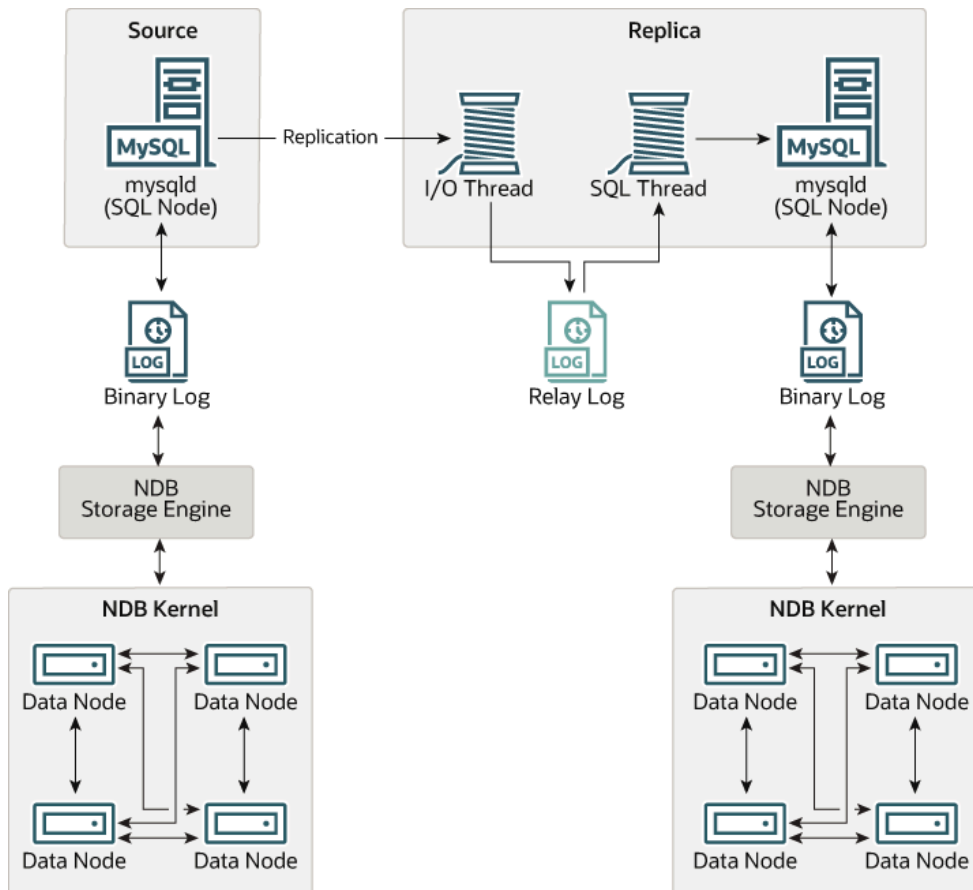 Source
Replica
MySQL
Replication
MySQL
mysqld
(SQL Node)
I/O Thread
SQL Thread
mysqld
(SQL Node)
LOG
LOG
LOG
Binary Log
Relay Log
Binary Log
NDB
Storage Engine
NDB
Storage Engine
NDB Kernel
NDB Kernel
Data Node
Data Node
Data Node
Data Node
Data Node
Data Node
Data Node
Data Node